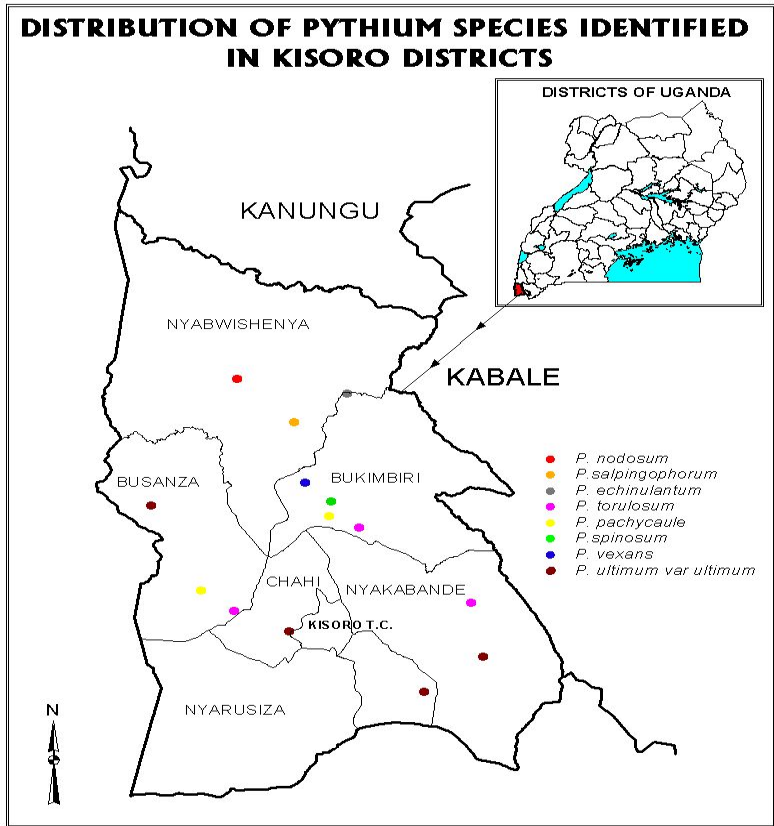 DISTRIBUTION OF PYTHIUM SPECIES IDENTIFIED
IN KISORO DISTRICTS
DISTRICTS OF UGANDA
KANUNGU
NYABWISHENYA
KABALE
BUSANZA
BUKIMBIRI
P. nodosum
P.salpingophorum
P. echinulantum
P. torulosum
P. pachycaule
P.spinosum
P. vexans
P. ultimum var ultimum
CHAHI
NYAKABANDE
KISORO T.C.
NYARUSIZA
N